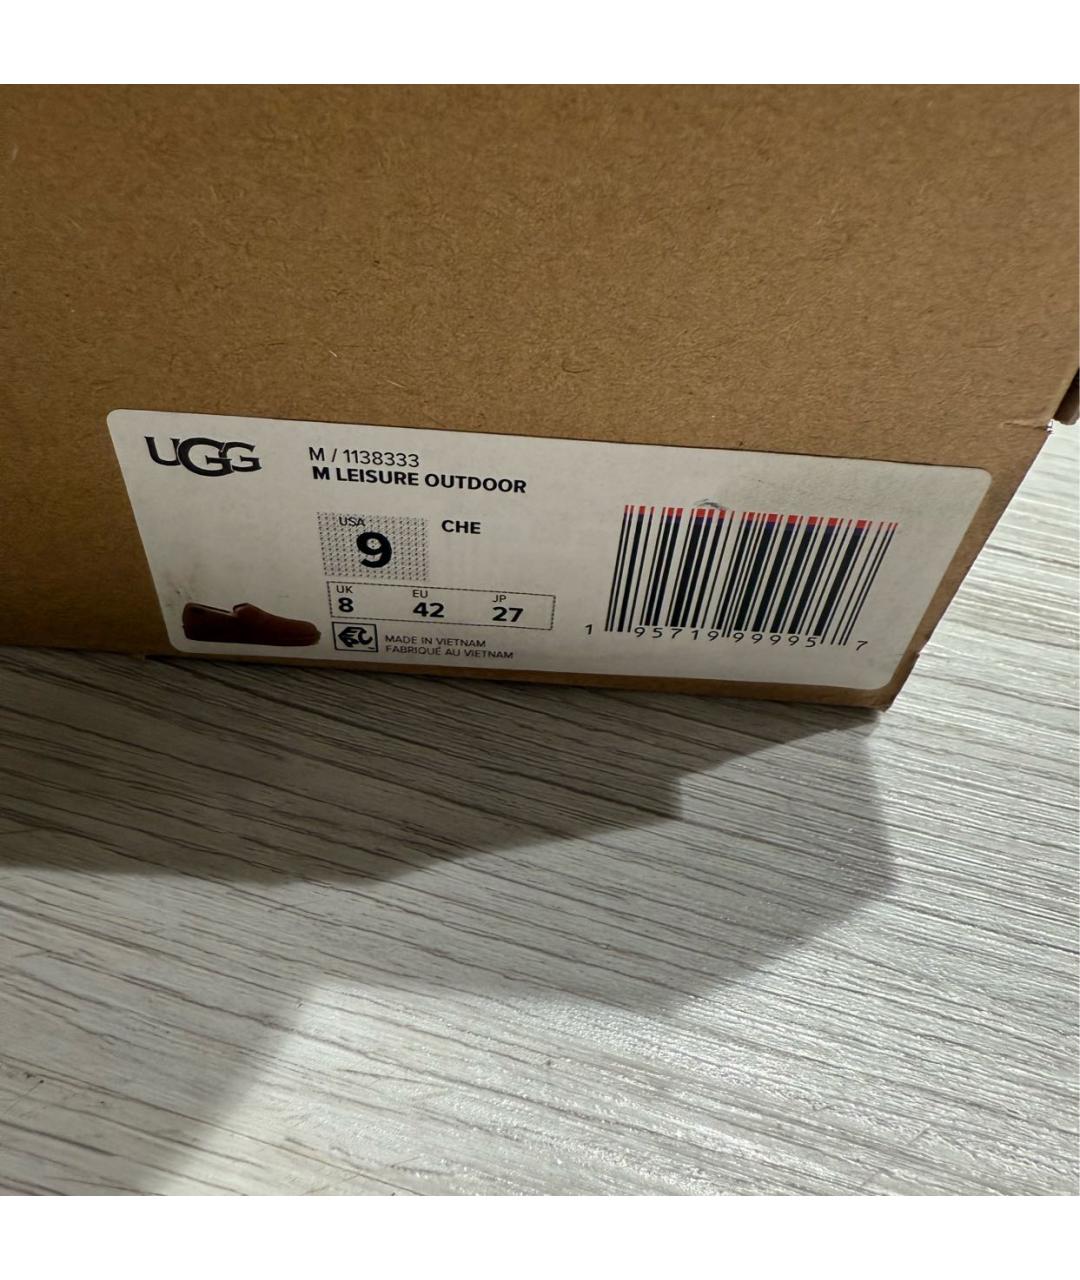 UGG
M / 1138333
M LEISURE OUTDOOR
USA
9
CHE
UK EU JP
8 42 27
MADE IN VIETNAM
FABRIQUÉ AU VIETNAM
1 95719 99995 7